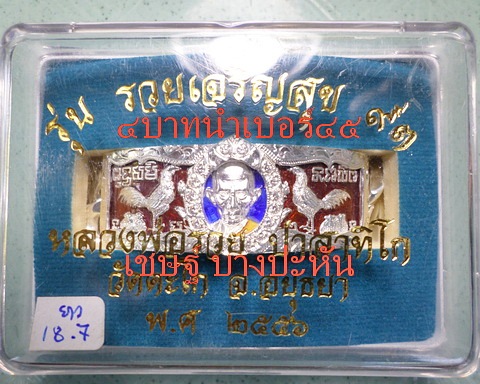 รุ่น รวยเจริญสุข ๙๓
๔บาทนำเบอร์๔๕
หลวงพ่อรวย ปาสาทิโก
เชษฐ บางปะหัน
วัดตะโก อ.อยุธยา
พ.ศ ๒๕๕๖
ยาว
18.7